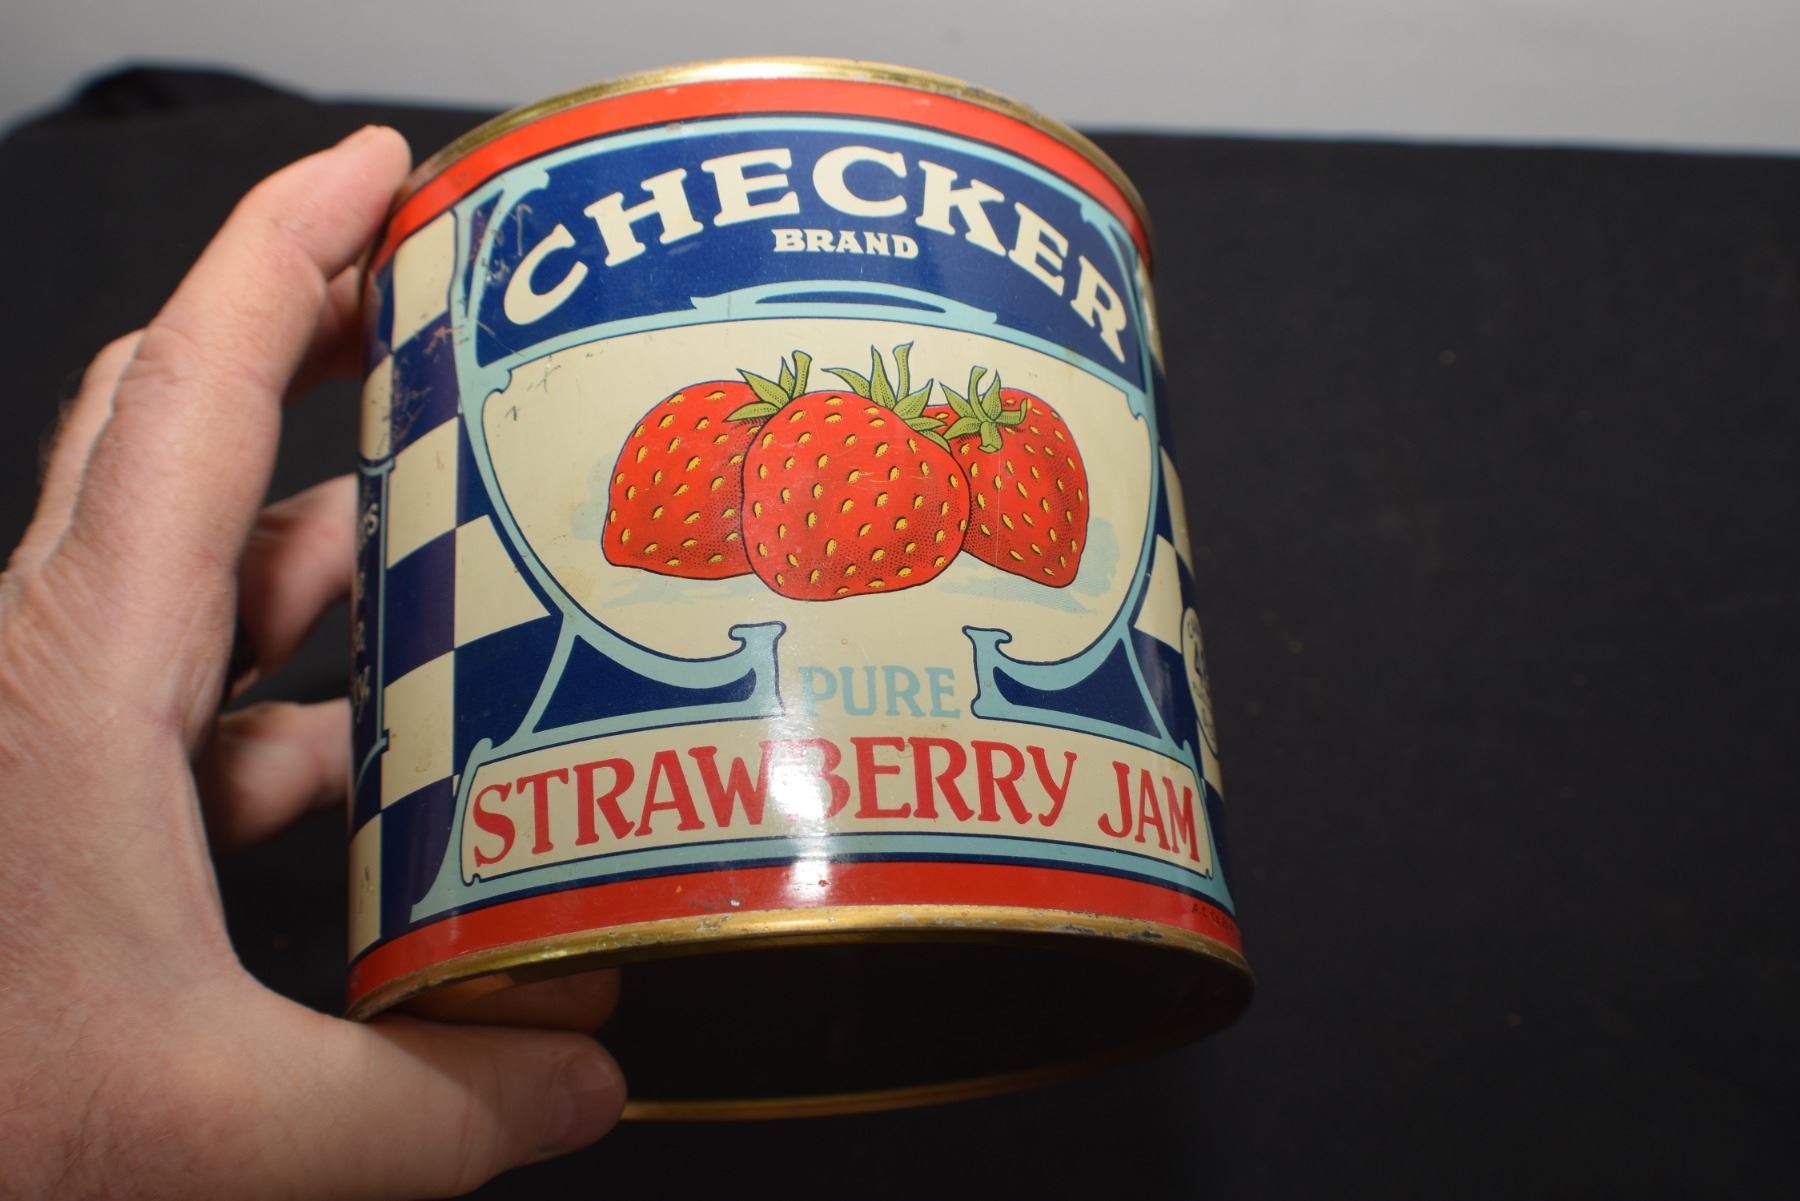 CHECKER
BRAND
PURE
STRAWBERRY JAM